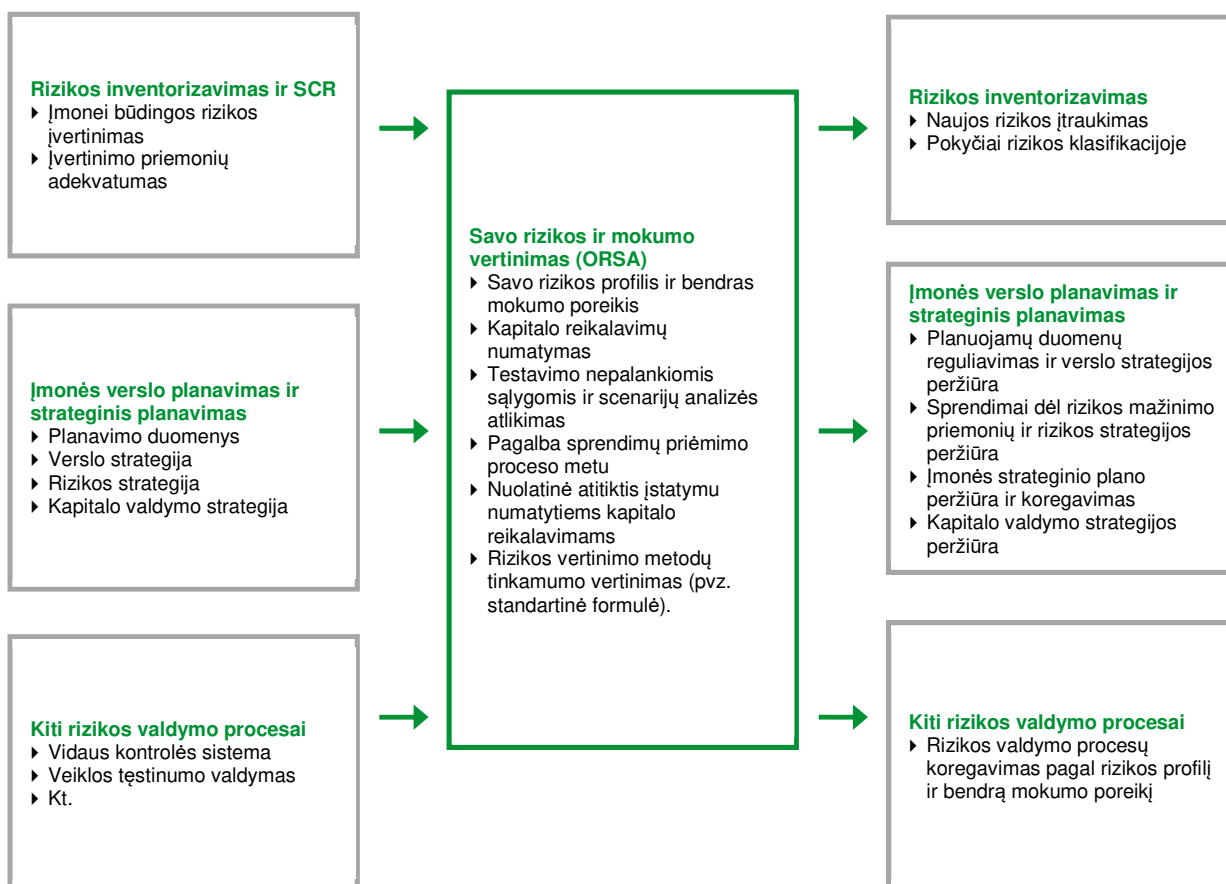 Rizikos inventorizavimas ir SCR
Įmonei būdingos rizikos
įvertinimas
Įvertinimo priemonių
adekvatumas
Įmonės verslo planavimas ir
strateginis planavimas
Planavimo duomenys
Verslo strategija
Rizikos strategija
Kapitalo valdymo strategija
Kiti rizikos valdymo procesai
Vidaus kontrolės sistema
Veiklos tęstinumo valdymas
Kt.
Savo rizikos ir mokumo
vertinimas (ORSA)
Savo rizikos profilis ir bendras
mokumo poreikis
Kapitalo reikalavimų
numatymas
Testavimo nepalankiomis
sąlygomis ir scenarijų analizės
atlikimas
Pagalba sprendimų priėmimo
proceso metu
Nuolatinė atitiktis įstatymu
numatytiems kapitalo
reikalavimams
Rizikos vertinimo metodų
tinkamumo vertinimas (pvz.
standartinė formulė).
Rizikos inventorizavimas
Naujos rizikos įtraukimas
Pokyčiai rizikos klasifikacijoje
Įmonės verslo planavimas ir
strateginis planavimas
Planuojamų duomenų
reguliavimas ir verslo strategijos
peržiūra
Sprendimai dėl rizikos mažinimo
priemonių ir rizikos strategijos
peržiūra
Įmonės strateginio plano
peržiūra ir koregavimas
Kapitalo valdymo strategijos
peržiūra
Kiti rizikos valdymo procesai
Rizikos valdymo procesų
koregavimas pagal rizikos profilį
ir bendrą mokumo poreikį